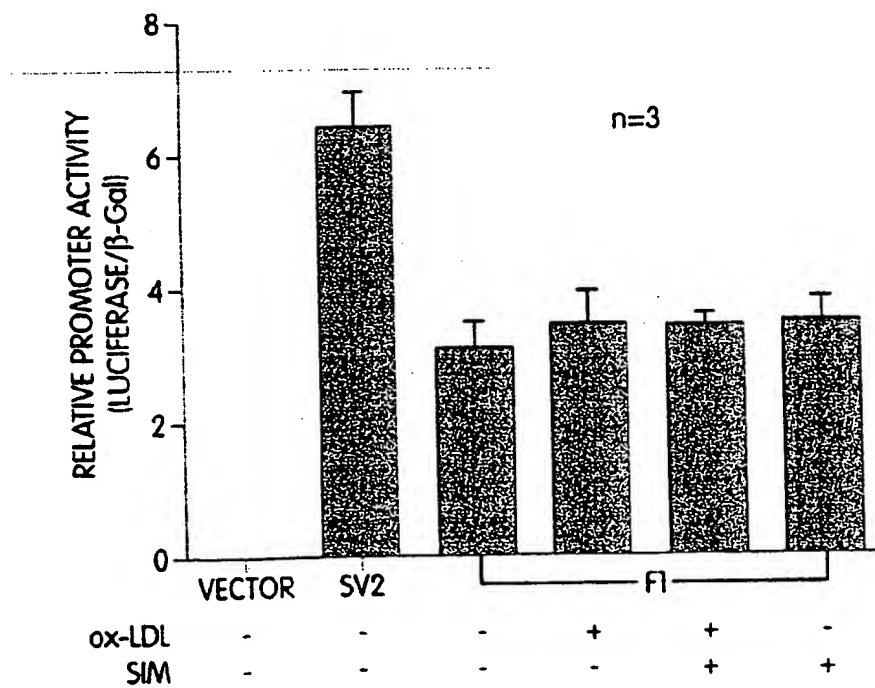 8
6
4
2
0
RELATIVE PROMOTER ACTIVITY
(LUCIFERASE/β-Gal)
n=3
VECTOR SV2 F1
ox-LDL - - - + + -
SIM - - - - + +